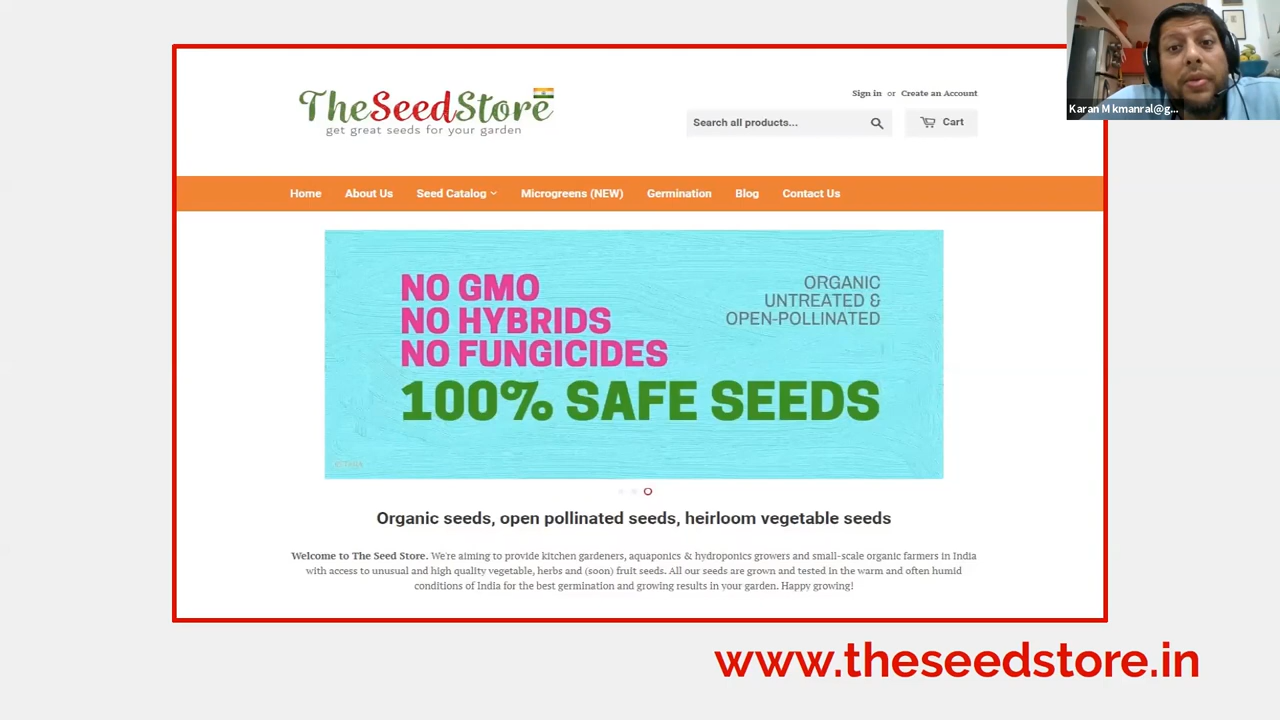 TheSeedStore
get great seeds for your garden
Sign in or Create an Account
Search all products...
Cart
Karan M kmanral@g...
Home About Us Seed Catalog Microgreens (NEW) Germination Blog Contact Us
NO GMO
NO HYBRIDS
NO FUNGICIDES
ORGANIC
UNTREATED &
OPEN-POLLINATED
100% SAFE SEEDS
Organic seeds, open pollinated seeds, heirloom vegetable seeds
Welcome to The Seed Store. We're aiming to provide kitchen gardeners, aquaponics & hydroponics growers and small-scale organic farmers in India
with access to unusual and high quality vegetable, herbs and (soon) fruit seeds. All our seeds are grown and tested in the warm and often humid
conditions of India for the best germination and growing results in your garden. Happy growing!
www.theseedstore.in